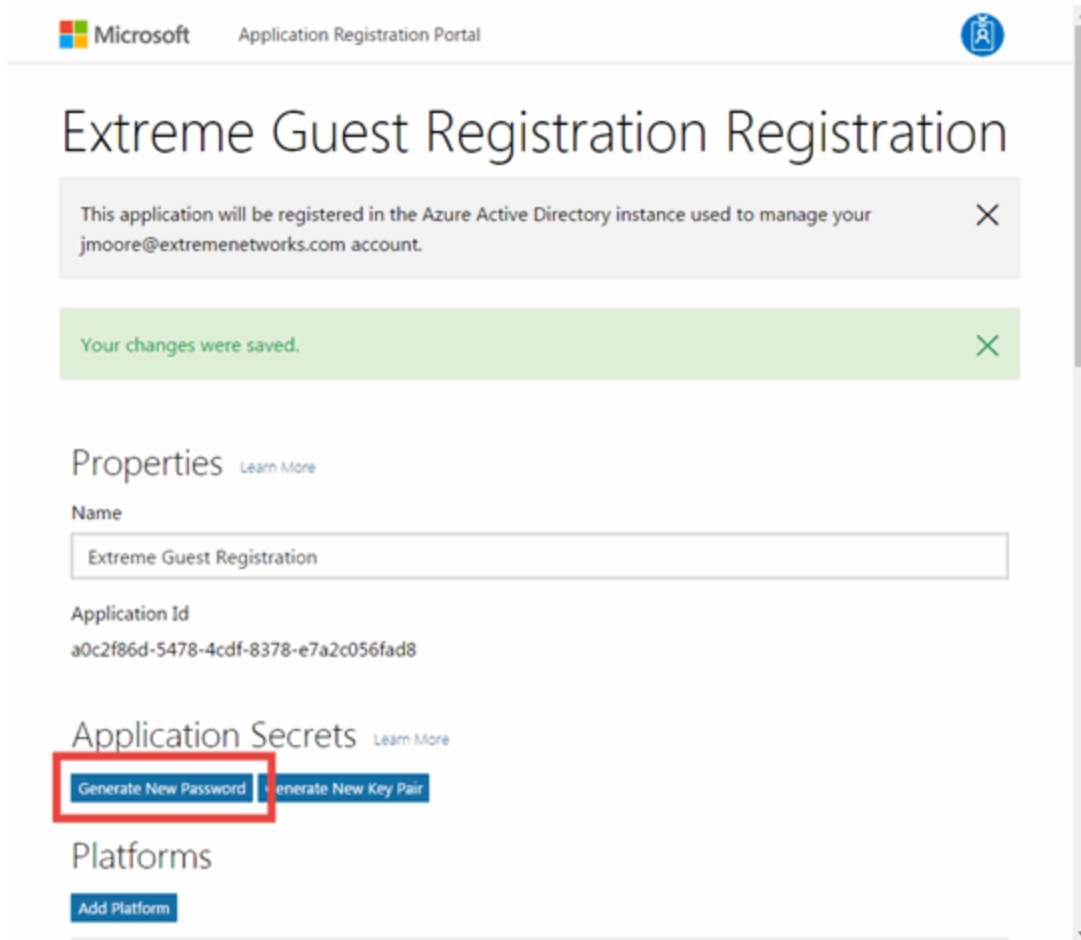 Microsoft Application Registration Portal
Extreme Guest Registration Registration
This application will be registered in the Azure Active Directory instance used to manage your
jmoore@extremenetworks.com account.
Your changes were saved.
Properties Learn More
Name
Extreme Guest Registration
Application Id
a0c2f86d-5478-4cdf-8378-e7a2c056fad8
Application Secrets Learn More
Generate New Password Generate New Key Pair
Platforms
Add Platform